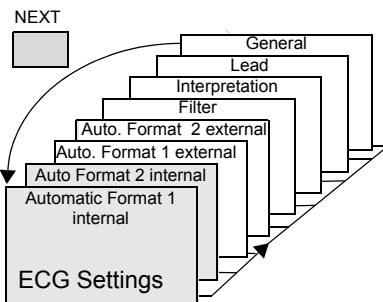 NEXT
General
Lead
Interpretation
Filter
Auto. Format  2 external
Auto. Format 1 external
Auto Format 2 internal
Automatic Format 1
internal
ECG Settings